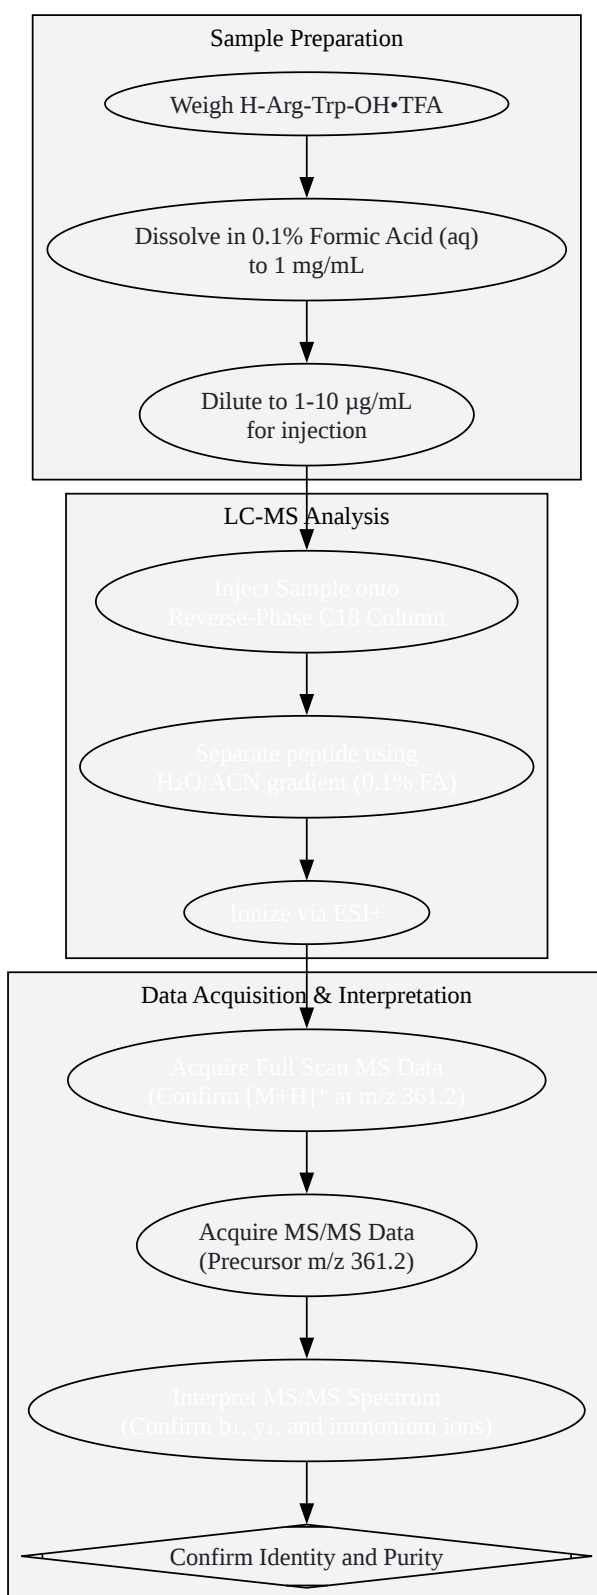 Sample Preparation
Weigh H-Arg-Trp-OH•TFA
Dissolve in 0.1% Formic Acid (aq)
to 1 mg/mL
Dilute to 1-10 µg/mL
for injection
LC-MS Analysis
Inject Sample onto
Reverse-Phase C18 Column
Separate peptide using
H₂O/ACN gradient (0.1% FA)
Ionize via ESI+
Data Acquisition & Interpretation
Acquire Full Scan MS Data
(Confirm [M+H]⁺ at m/z 361.2)
Acquire MS/MS Data
(Precursor m/z 361.2)
Interpret MS/MS Spectrum
(Confirm b₁, y₁, and immonium ions)
Confirm Identity and Purity